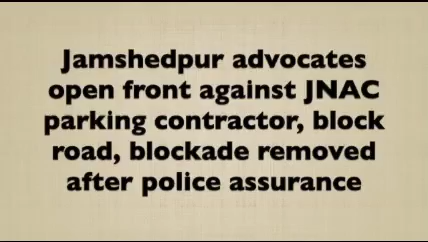 Jamshedpur advocates
open front against JNAC
parking contractor, block
road, blockade removed
after police assurance